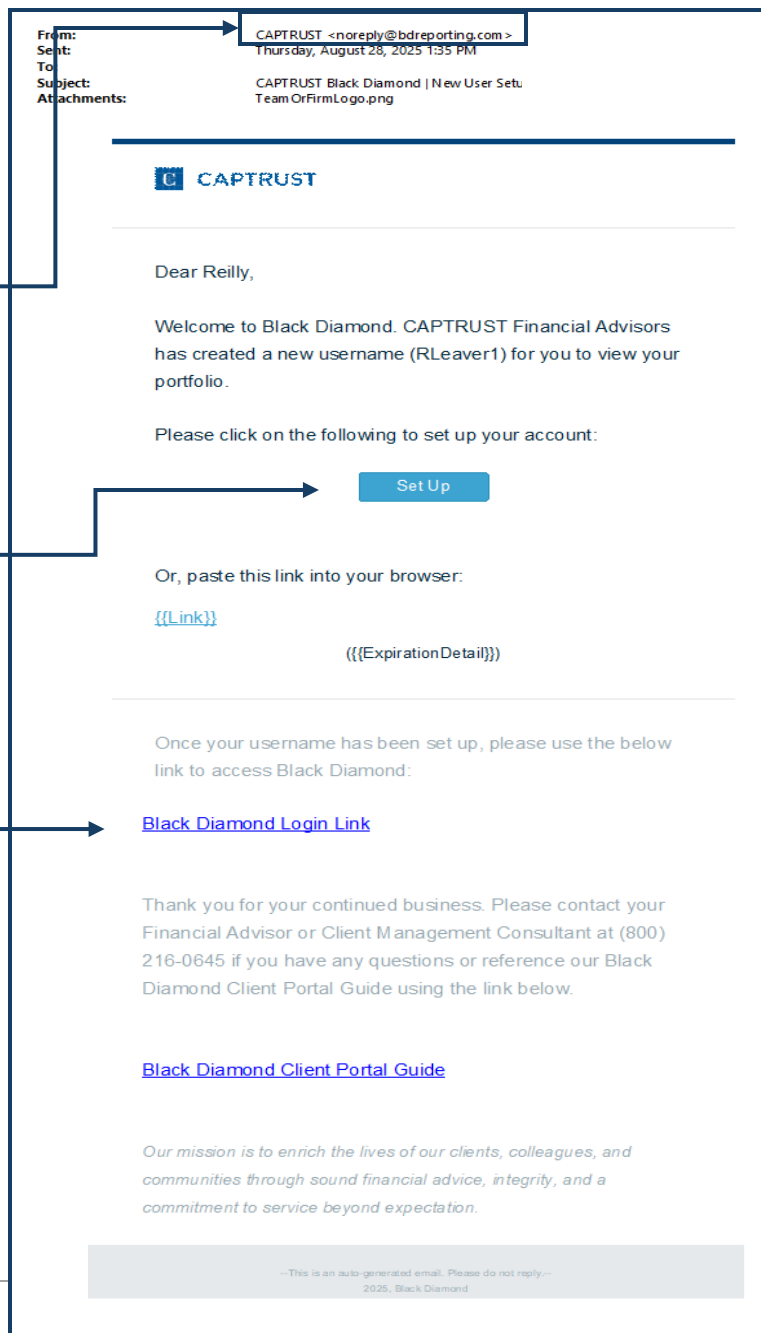 From: CAPTRUST <noreply@bdreporting.com>
Sent: Thursday, August 28, 2025 1:35 PM
To:
Subject: CAPTRUST Black Diamond | New User Setu
Attachments: TeamOrFirmLogo.png
C CAPTRUST
Dear Reilly,
Welcome to Black Diamond. CAPTRUST Financial Advisors
has created a new username (RLeaver1) for you to view your
portfolio.
Please click on the following to set up your account:
Set Up
Or, paste this link into your browser:
{{Link}}
({{ExpirationDetail}})
Once your username has been set up, please use the below
link to access Black Diamond:
Black Diamond Login Link
Thank you for your continued business. Please contact your
Financial Advisor or Client Management Consultant at (800)
216-0645 if you have any questions or reference our Black
Diamond Client Portal Guide using the link below.
Black Diamond Client Portal Guide
Our mission is to enrich the lives of our clients, colleagues, and
communities through sound financial advice, integrity, and a
commitment to service beyond expectation.
--This is an auto-generated email. Please do not reply.--
2025, Black Diamond